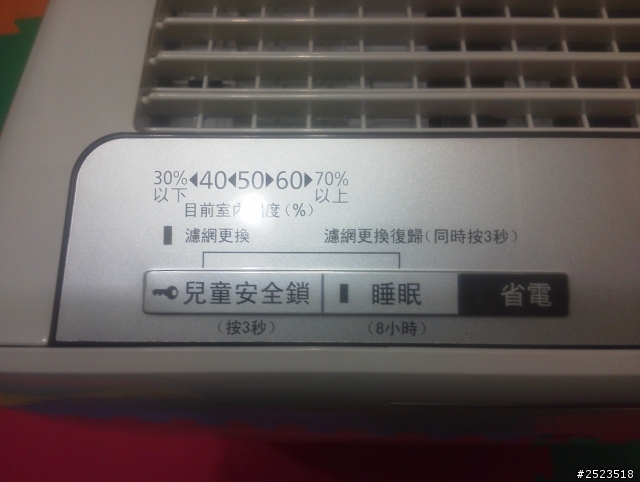 30% ◀40◀50▶60▶ 70%
以下 以上
目前室內 度(%)
濾網更換 濾網更換復歸(同時按3秒)
兒童安全鎖 睡眠 省電
(按3秒) (8小時)
#2523518